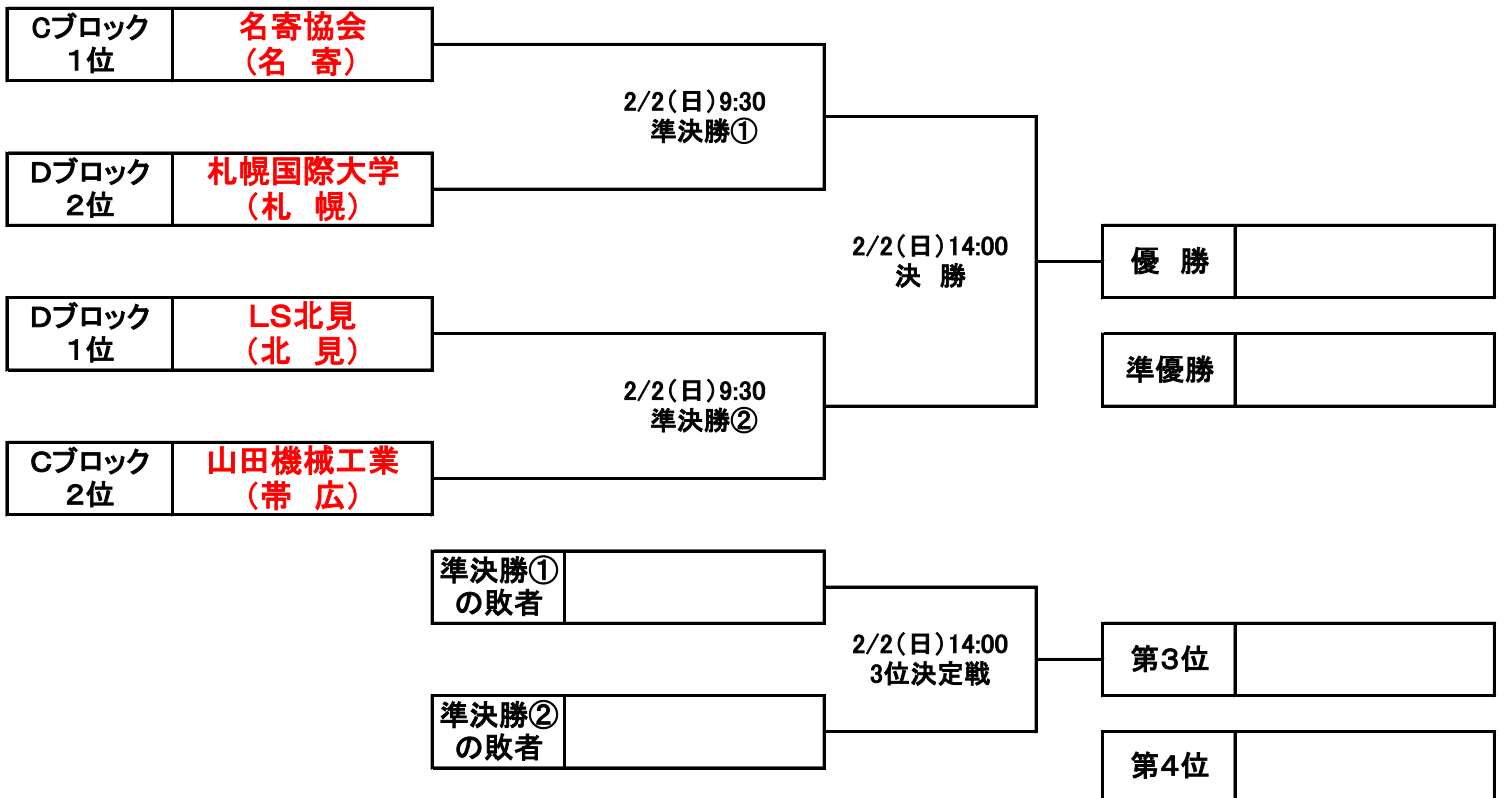 Cブロック
1位
名寄協会
(名　寄)
2/2(日)9:30
準決勝①
Dブロック
2位
札幌国際大学
(札　幌)
2/2(日)14:00
決　勝
優　勝
Dブロック
1位
LS北見
(北　見)
準優勝
2/2(日)9:30
準決勝②
Cブロック
2位
山田機械工業
(帯　広)
準決勝①
の敗者
2/2(日)14:00
3位決定戦
第3位
準決勝②
の敗者
第4位